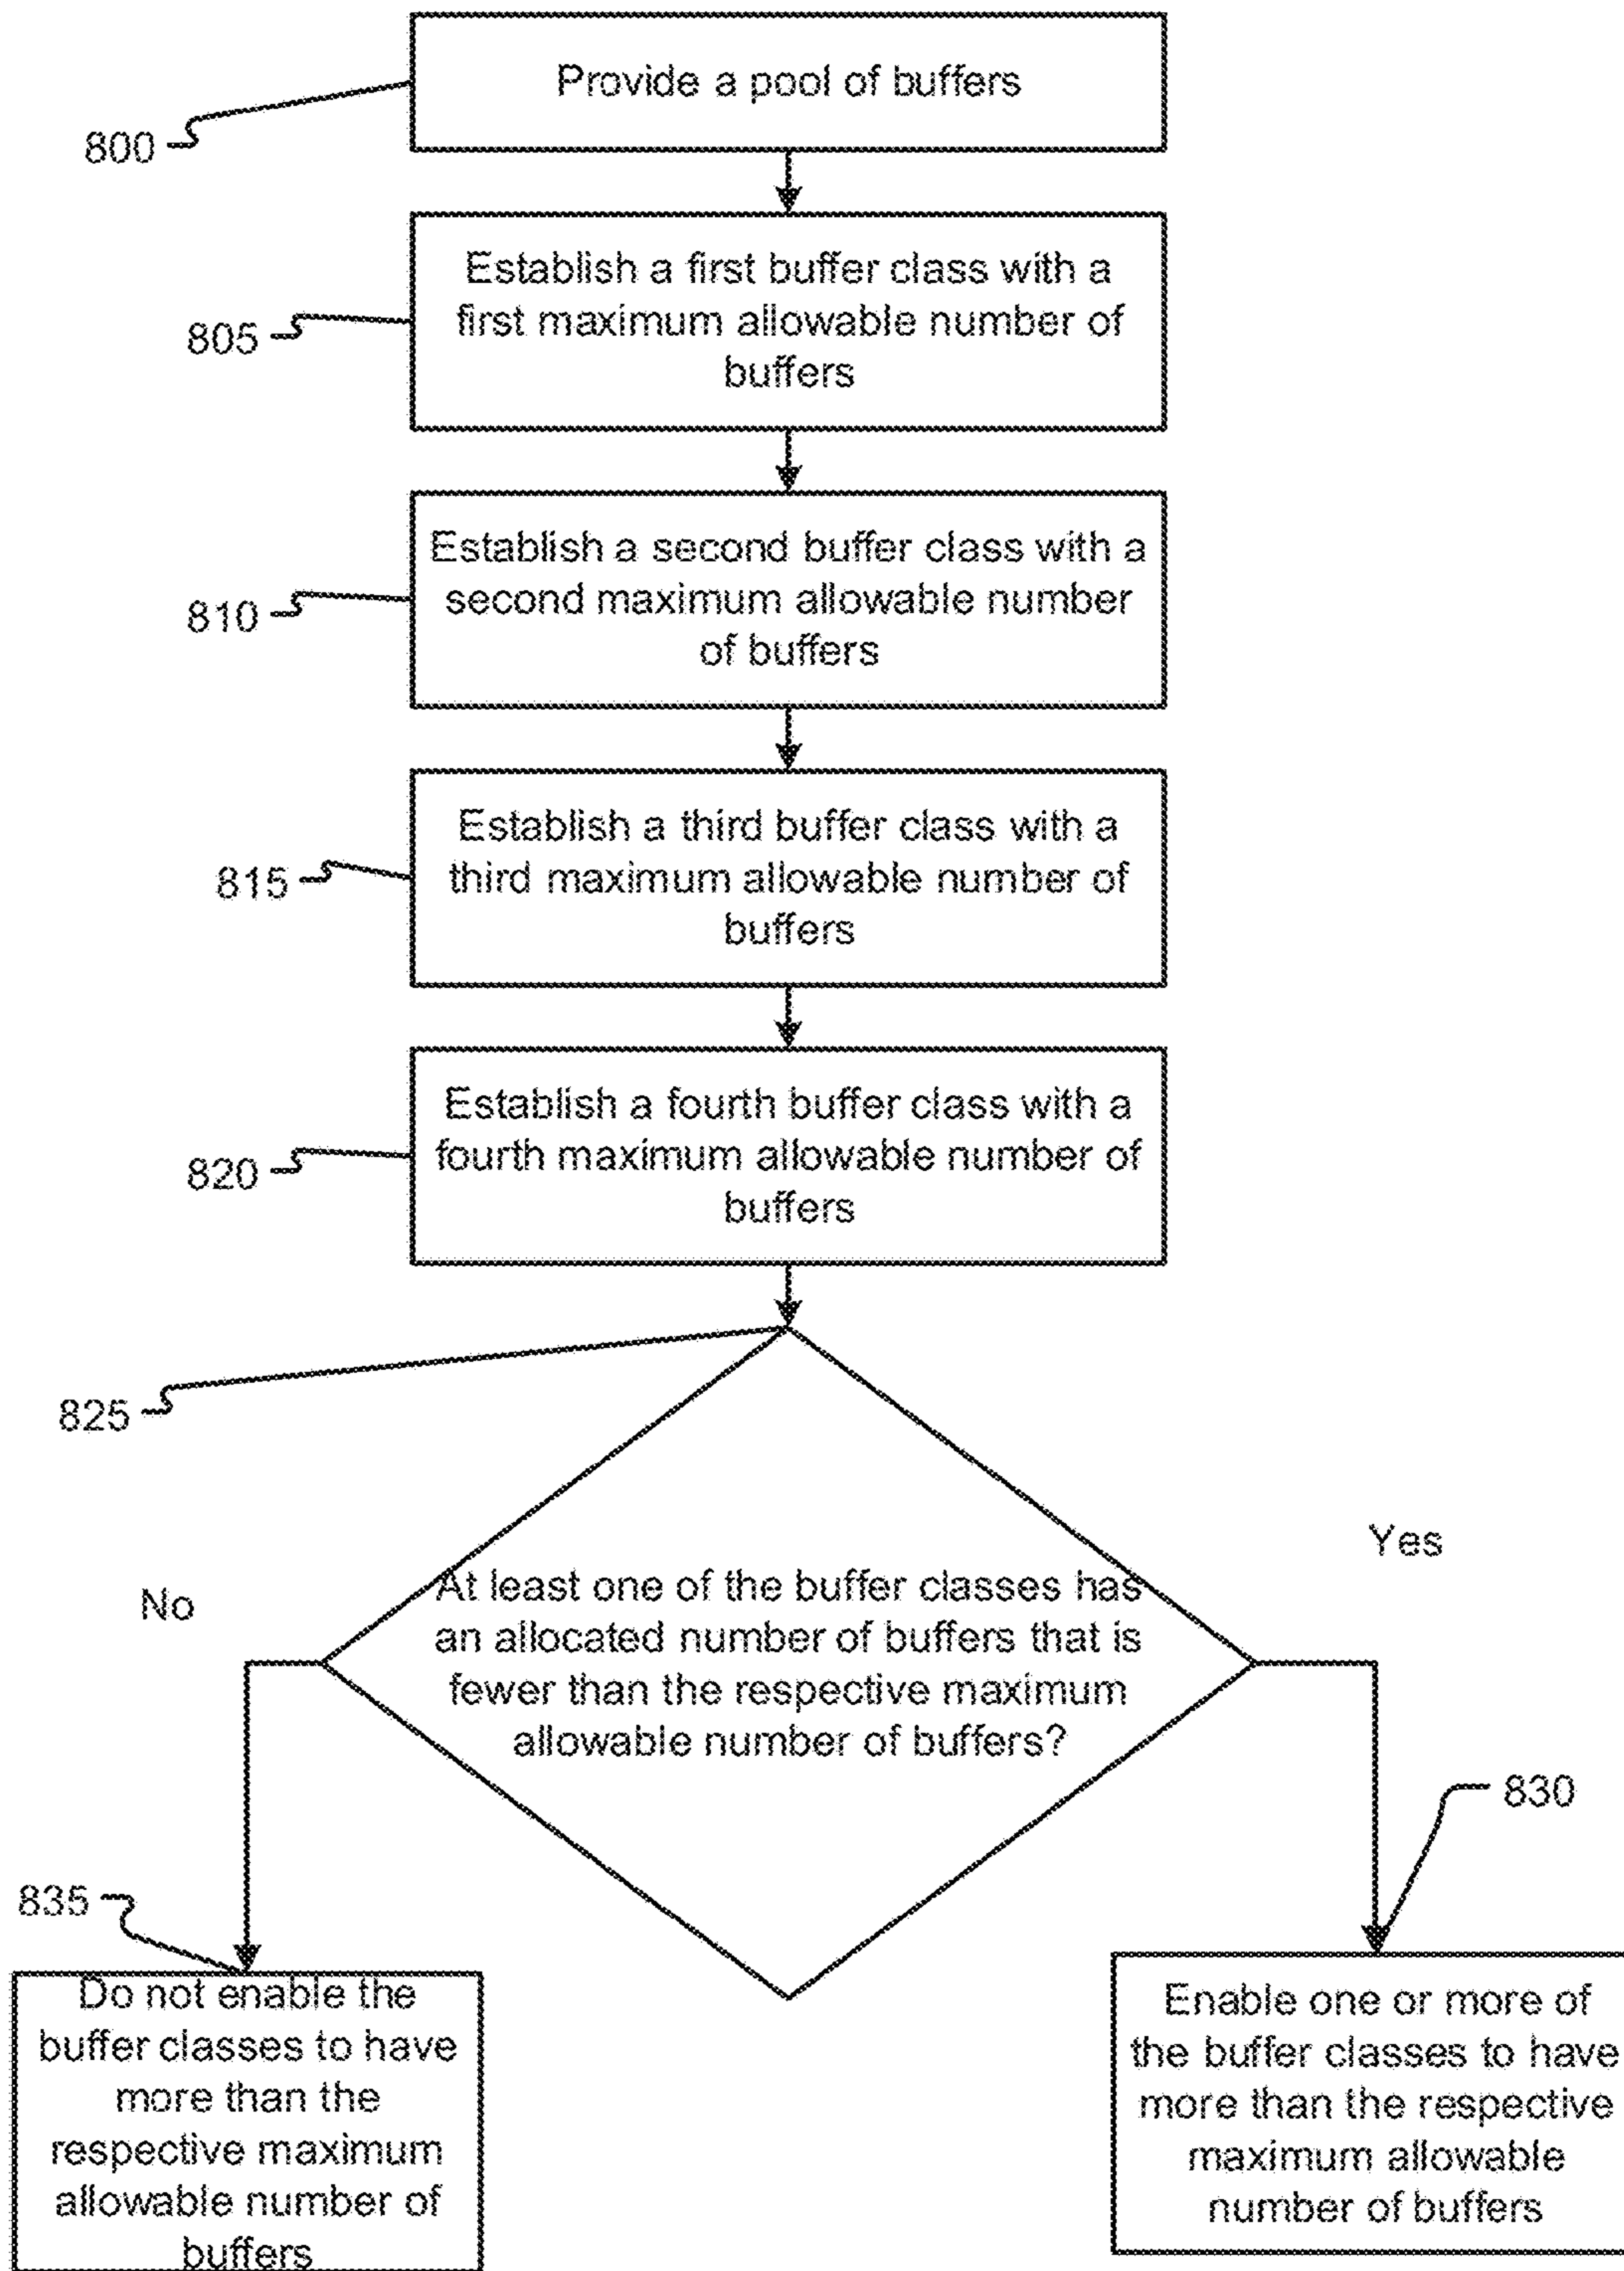 Provide a pool of buffers
800
Establish a first buffer class with a
first maximum allowable number of
buffers
805
Establish a second buffer class with a
second maximum allowable number
of buffers
810
Establish a third buffer class with a
third maximum allowable number of
buffers
815
Establish a fourth buffer class with a
fourth maximum allowable number of
buffers
820
825
At least one of the buffer classes has
an allocated number of buffers that is
fewer than the respective maximum
allowable number of buffers?
No
Yes
830
835
Do not enable the
buffer classes to have
more than the
respective maximum
allowable number of
buffers
Enable one or more of
the buffer classes to have
more than the respective
maximum allowable
number of buffers